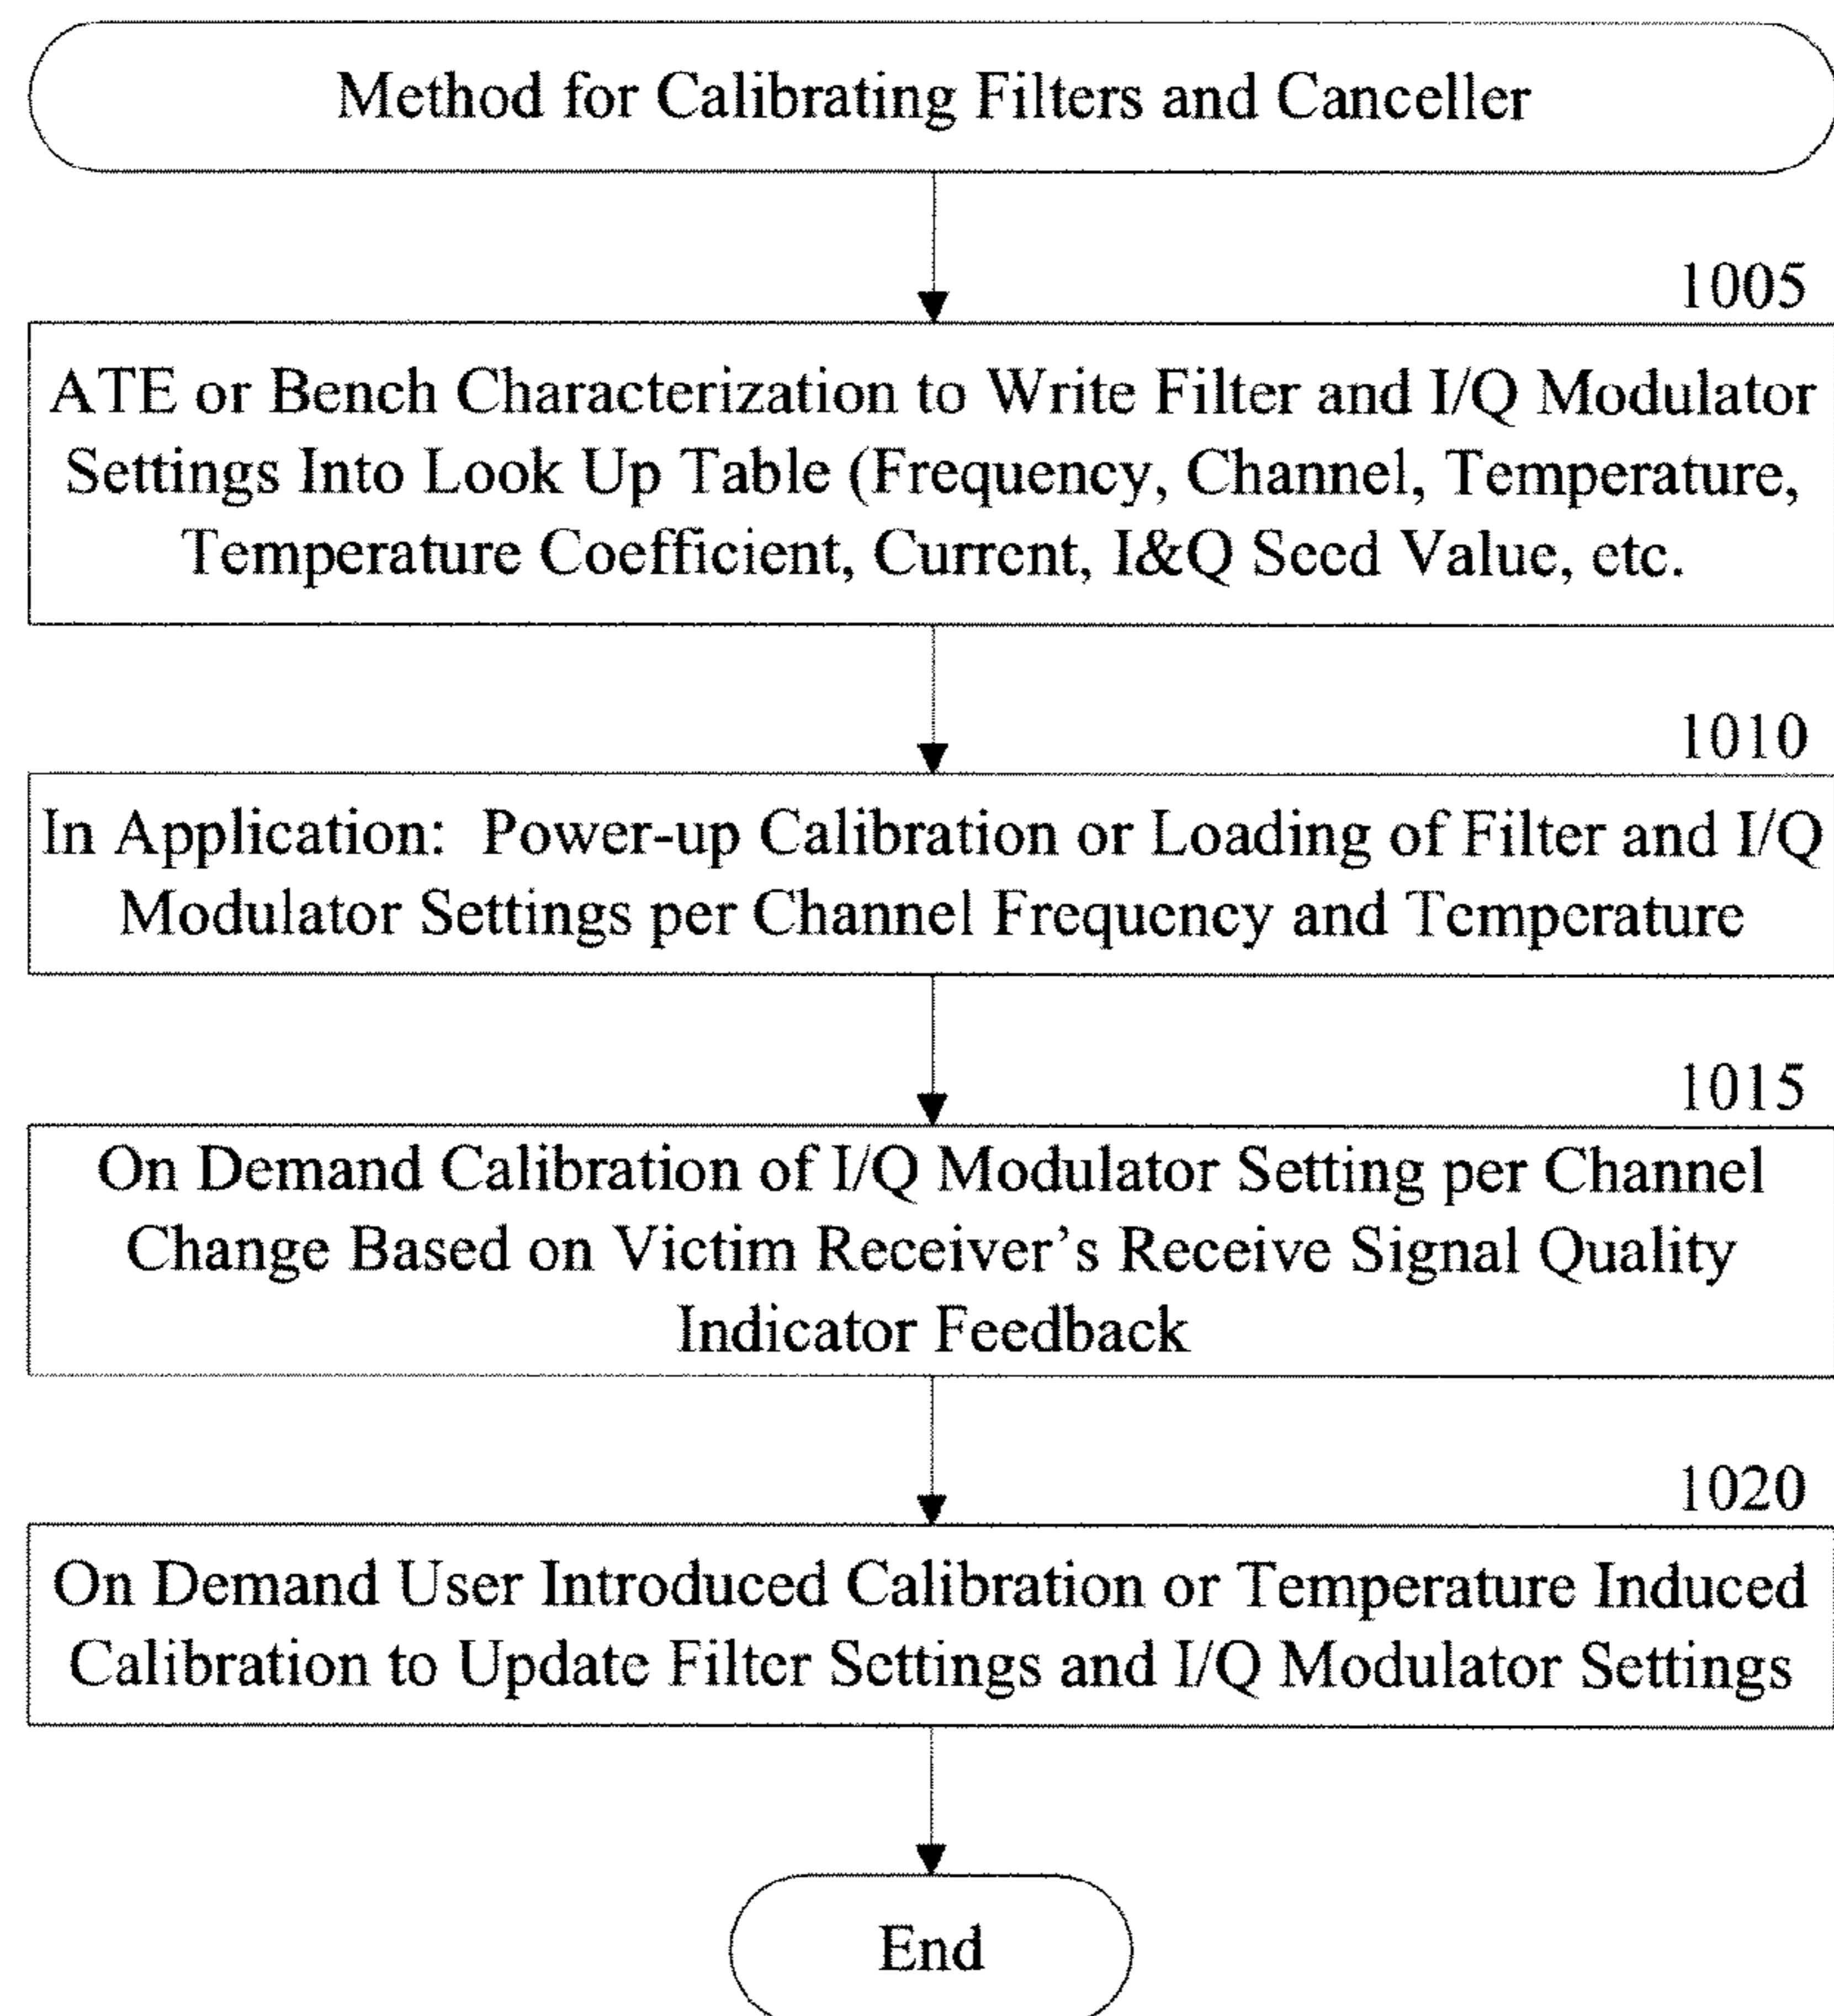 Method for Calibrating Filters and Canceller
1005
ATE or Bench Characterization to Write Filter and I/Q Modulator
Settings Into Look Up Table (Frequency, Channel, Temperature,
Temperature Coefficient, Current, I&Q Seed Value, etc.
1010
In Application:  Power-up Calibration or Loading of Filter and I/Q
Modulator Settings per Channel Frequency and Temperature
1015
On Demand Calibration of I/Q Modulator Setting per Channel
Change Based on Victim Receiver’s Receive Signal Quality
Indicator Feedback
1020
On Demand User Introduced Calibration or Temperature Induced
Calibration to Update Filter Settings and I/Q Modulator Settings
End